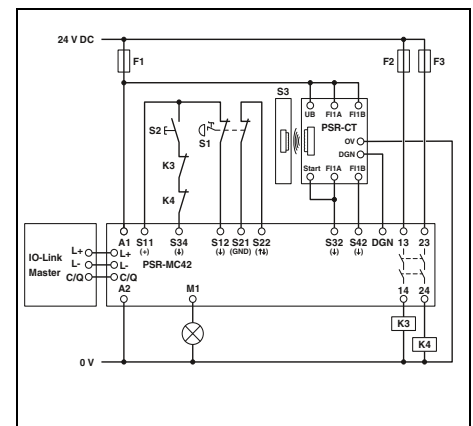 24 V DC
F1
F2
F3
S3
UB FI1A FI1B
PSR-CT
0V
DGN
Start FI1A FI1B
S2
S1
K3
K4
IO-Link
Master
L+
L-
C/Q
A1 S11 S34 S12 S21 S22 S32 S42 DGN 13 23
(+) (↓) (↓) (GND) (↑↓) (↓) (↓)
L+
L-
C/Q
PSR-MC42
A2 M1 14 24
K3
K4
0 V